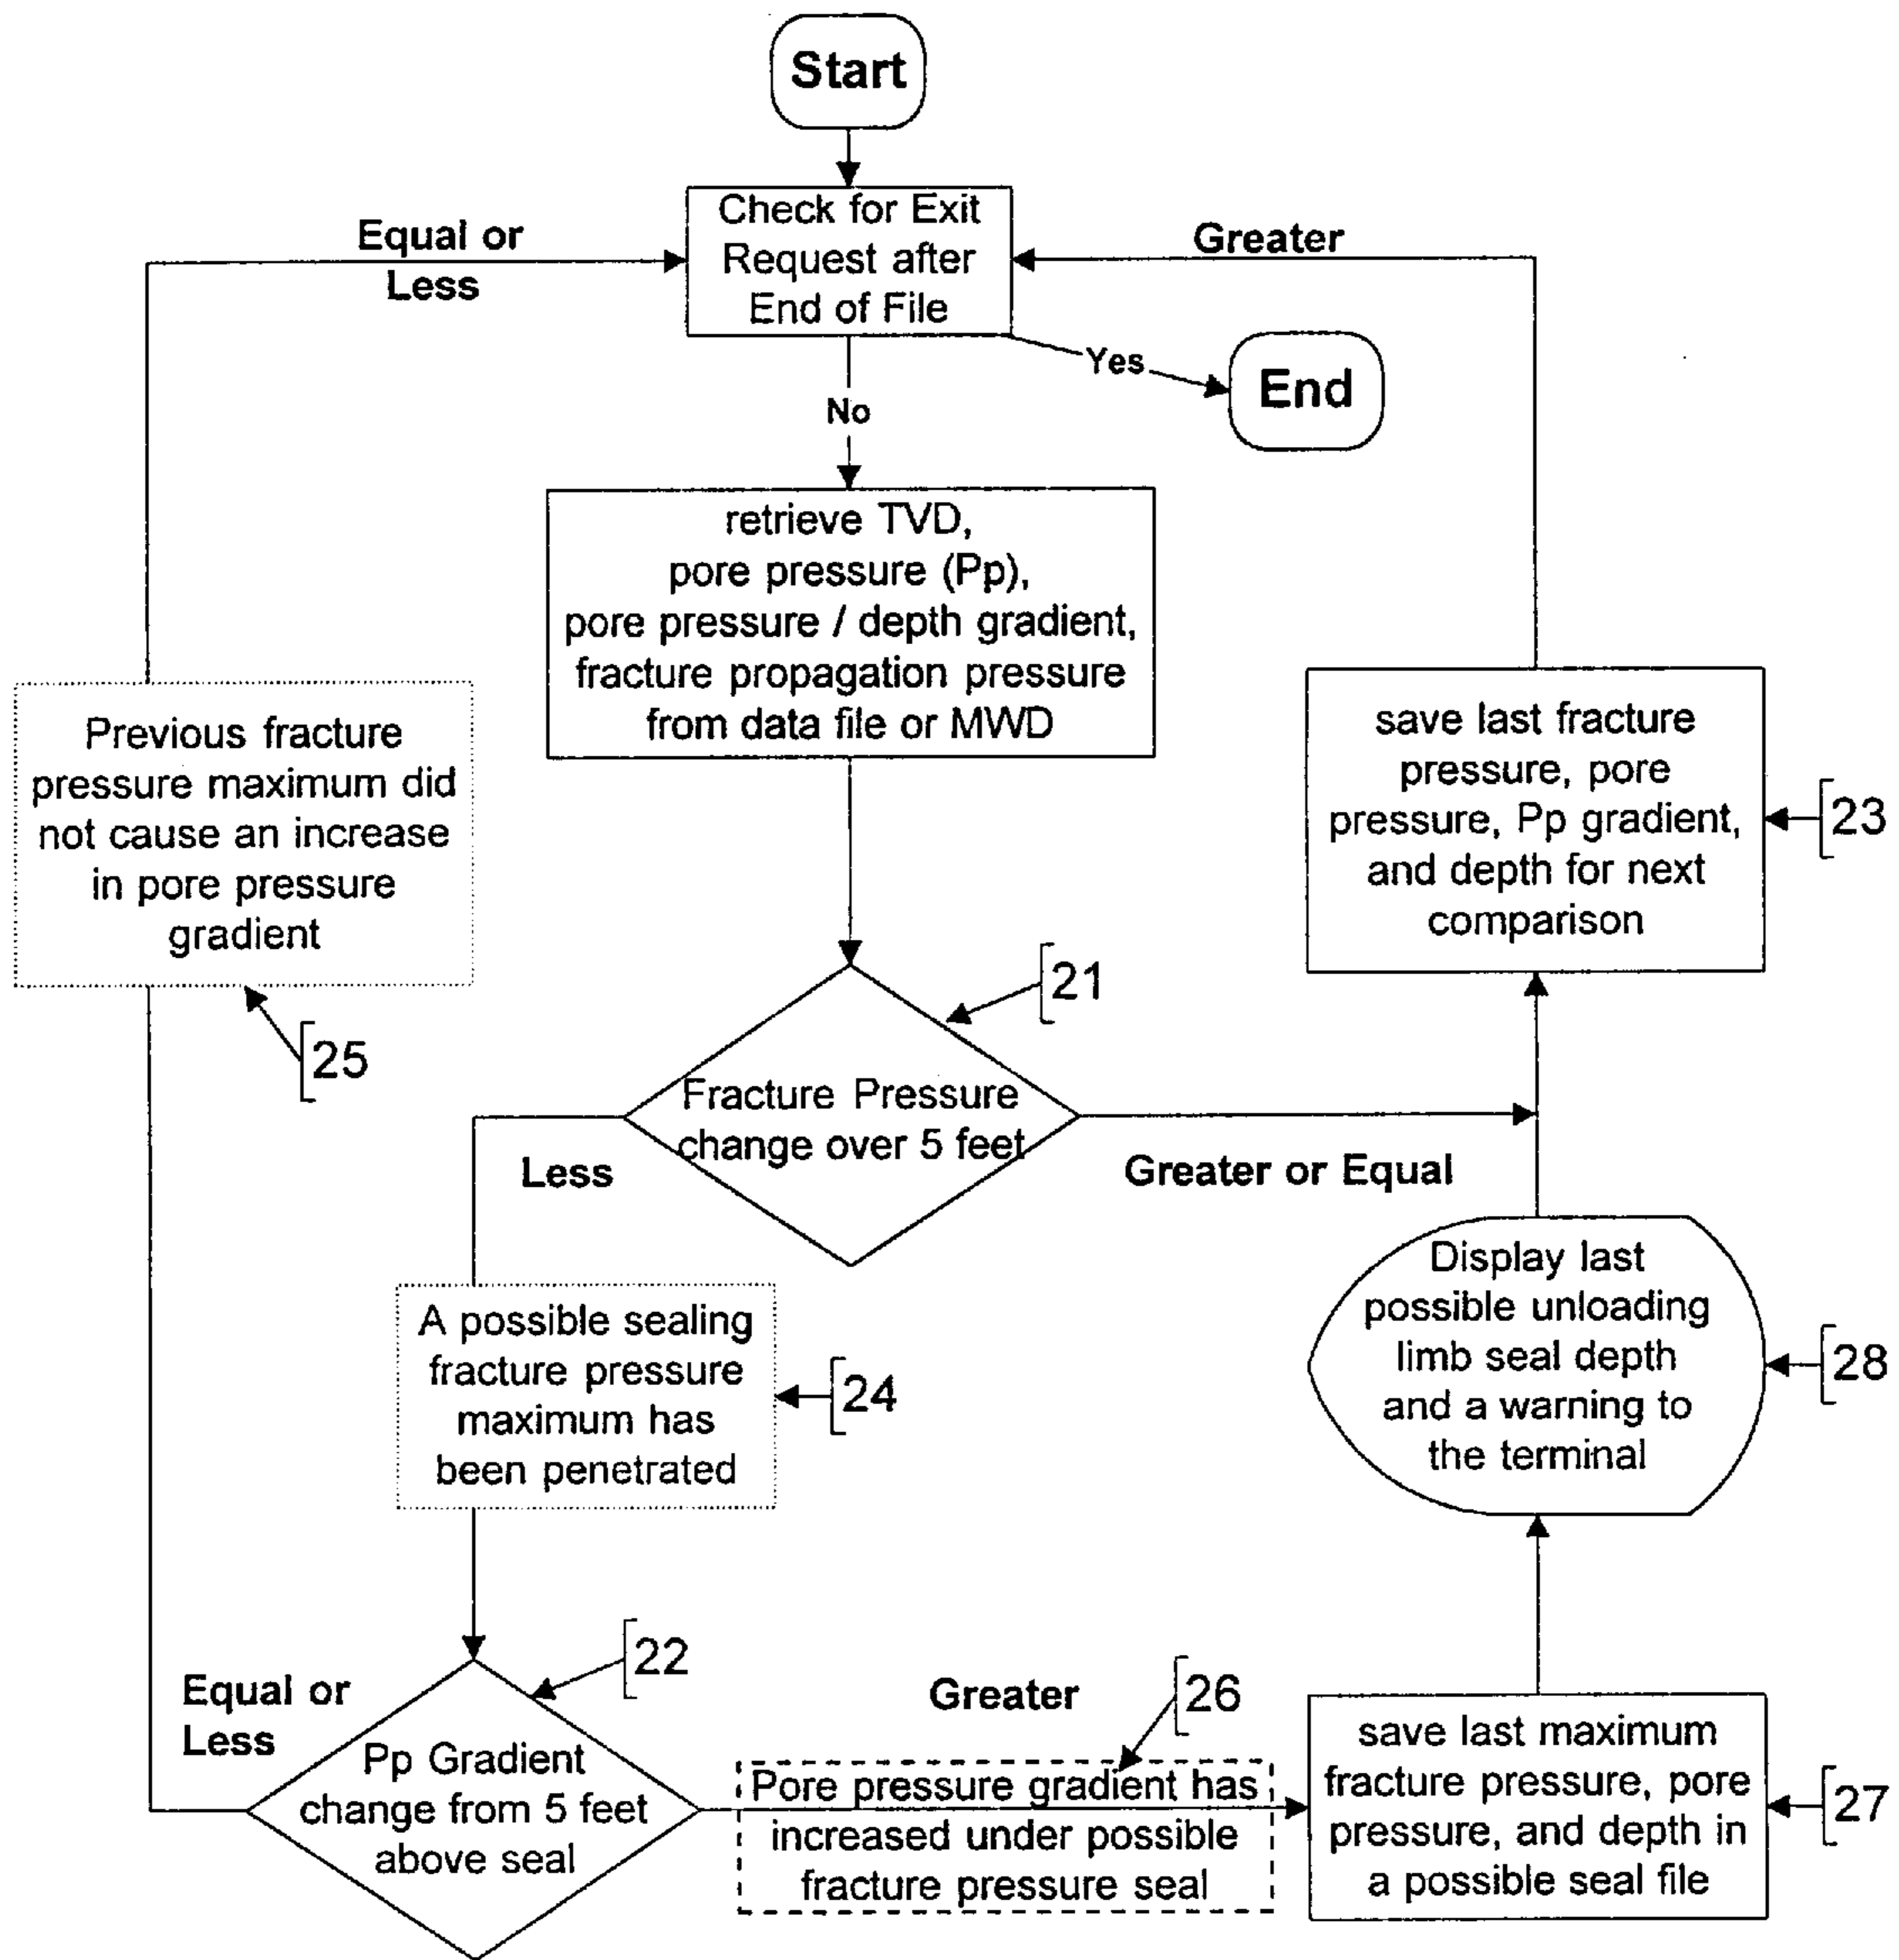 Start
Check for Exit
Request after
End of File
Equal or
Less
Greater
Yes
End
No
retrieve TVD,
pore pressure (Pp),
pore pressure / depth gradient,
fracture propagation pressure
from data file or MWD
Previous fracture
pressure maximum did
not cause an increase
in pore pressure
gradient
25
save last fracture
pressure, pore
pressure, Pp gradient,
and depth for next
comparison
23
21
Fracture Pressure
change over 5 feet
Less
Greater or Equal
A possible sealing
fracture pressure
maximum has
been penetrated
24
Display last
possible unloading
limb seal depth
and a warning to
the terminal
28
22
Equal or
Less
Pp Gradient
change from 5 feet
above seal
Greater
26
Pore pressure gradient has
increased under possible
fracture pressure seal
save last maximum
fracture pressure, pore
pressure, and depth in
a possible seal file
27